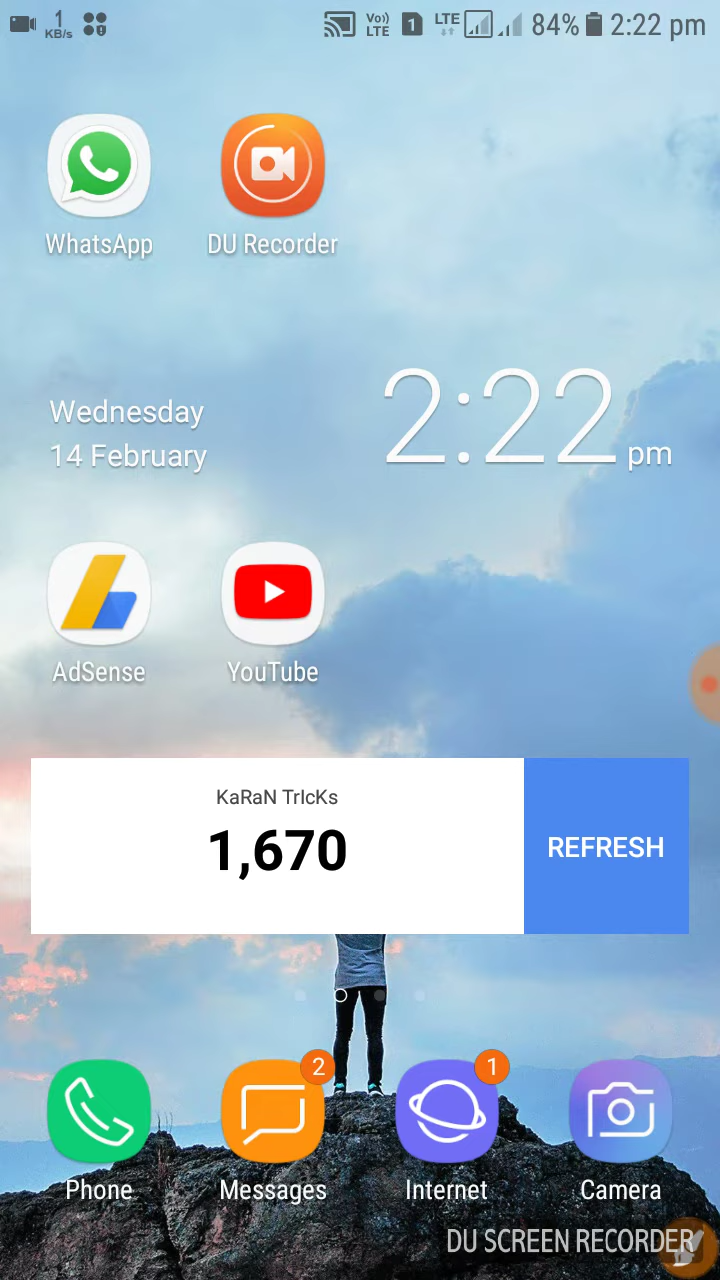 1
KB/s
Vo))
LTE
1
LTE
84%
2:22 pm
WhatsApp
DU Recorder
Wednesday
14 February
2:22 pm
AdSense
YouTube
KaRaN TrIcKs
1,670
REFRESH
2
1
Phone
Messages
Internet
Camera
DU SCREEN RECORDER